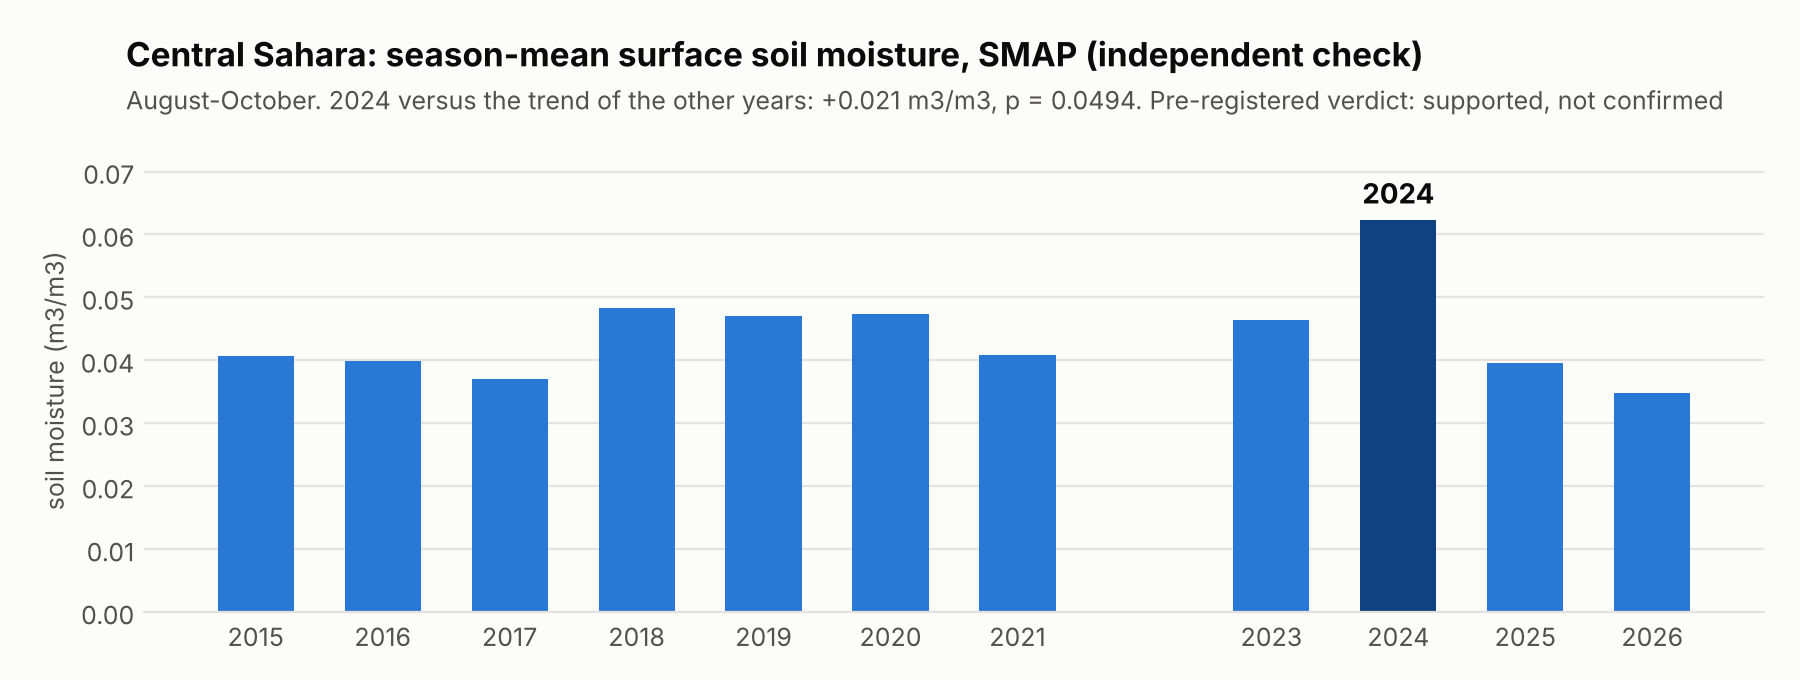 Central Sahara: season-mean surface soil moisture, SMAP (independent check)
August-October. 2024 versus the trend of the other years: +0.021 m3/m3, p = 0.0494. Pre-registered verdict: supported, not confirmed
soil moisture (m3/m3)
0.07
0.06
0.05
0.04
0.03
0.02
0.01
0.00
2024
2015 2016 2017 2018 2019 2020 2021 2023 2024 2025 2026